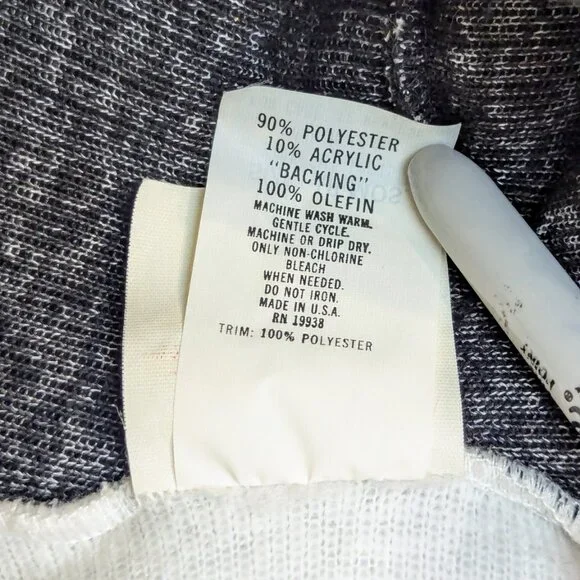 90% POLYESTER
10% ACRYLIC
"BACKING"
100% OLEFIN
MACHINE WASH WARM.
GENTLE CYCLE.
MACHINE OR DRIP DRY.
ONLY NON-CHLORINE
BLEACH
WHEN NEEDED.
DO NOT IRON.
MADE IN U.S.A.
RN 19938
TRIM: 100% POLYESTER